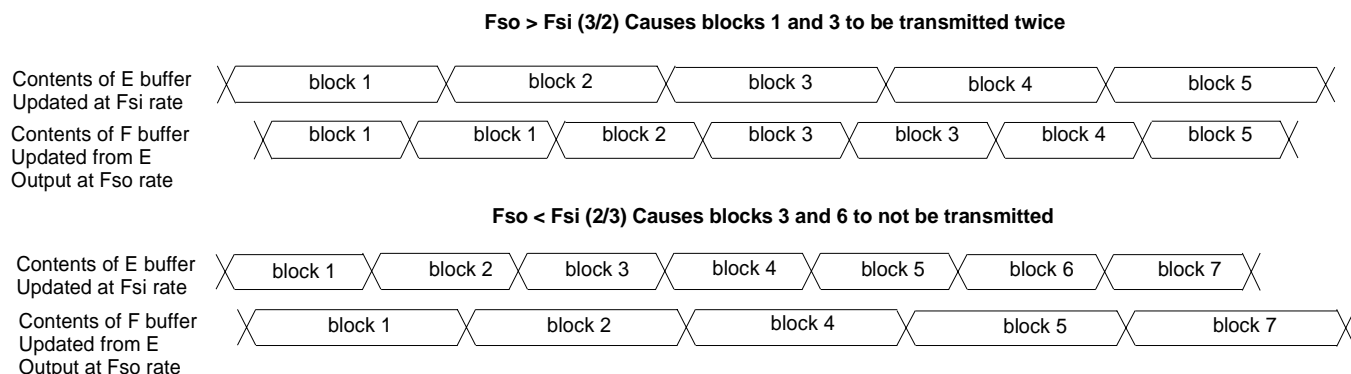 Fso > Fsi (3/2) Causes blocks 1 and 3 to be transmitted twice
Contents of E buffer
Updated at Fsi rate
block 1 block 2 block 3 block 4 block 5
Contents of F buffer
Updated from E
Output at Fso rate
block 1 block 1 block 2 block 3 block 3 block 4 block 5
Fso < Fsi (2/3) Causes blocks 3 and 6 to not be transmitted
Contents of E buffer
Updated at Fsi rate
block 1 block 2 block 3 block 4 block 5 block 6 block 7
Contents of F buffer
Updated from E
Output at Fso rate
block 1 block 2 block 4 block 5 block 7